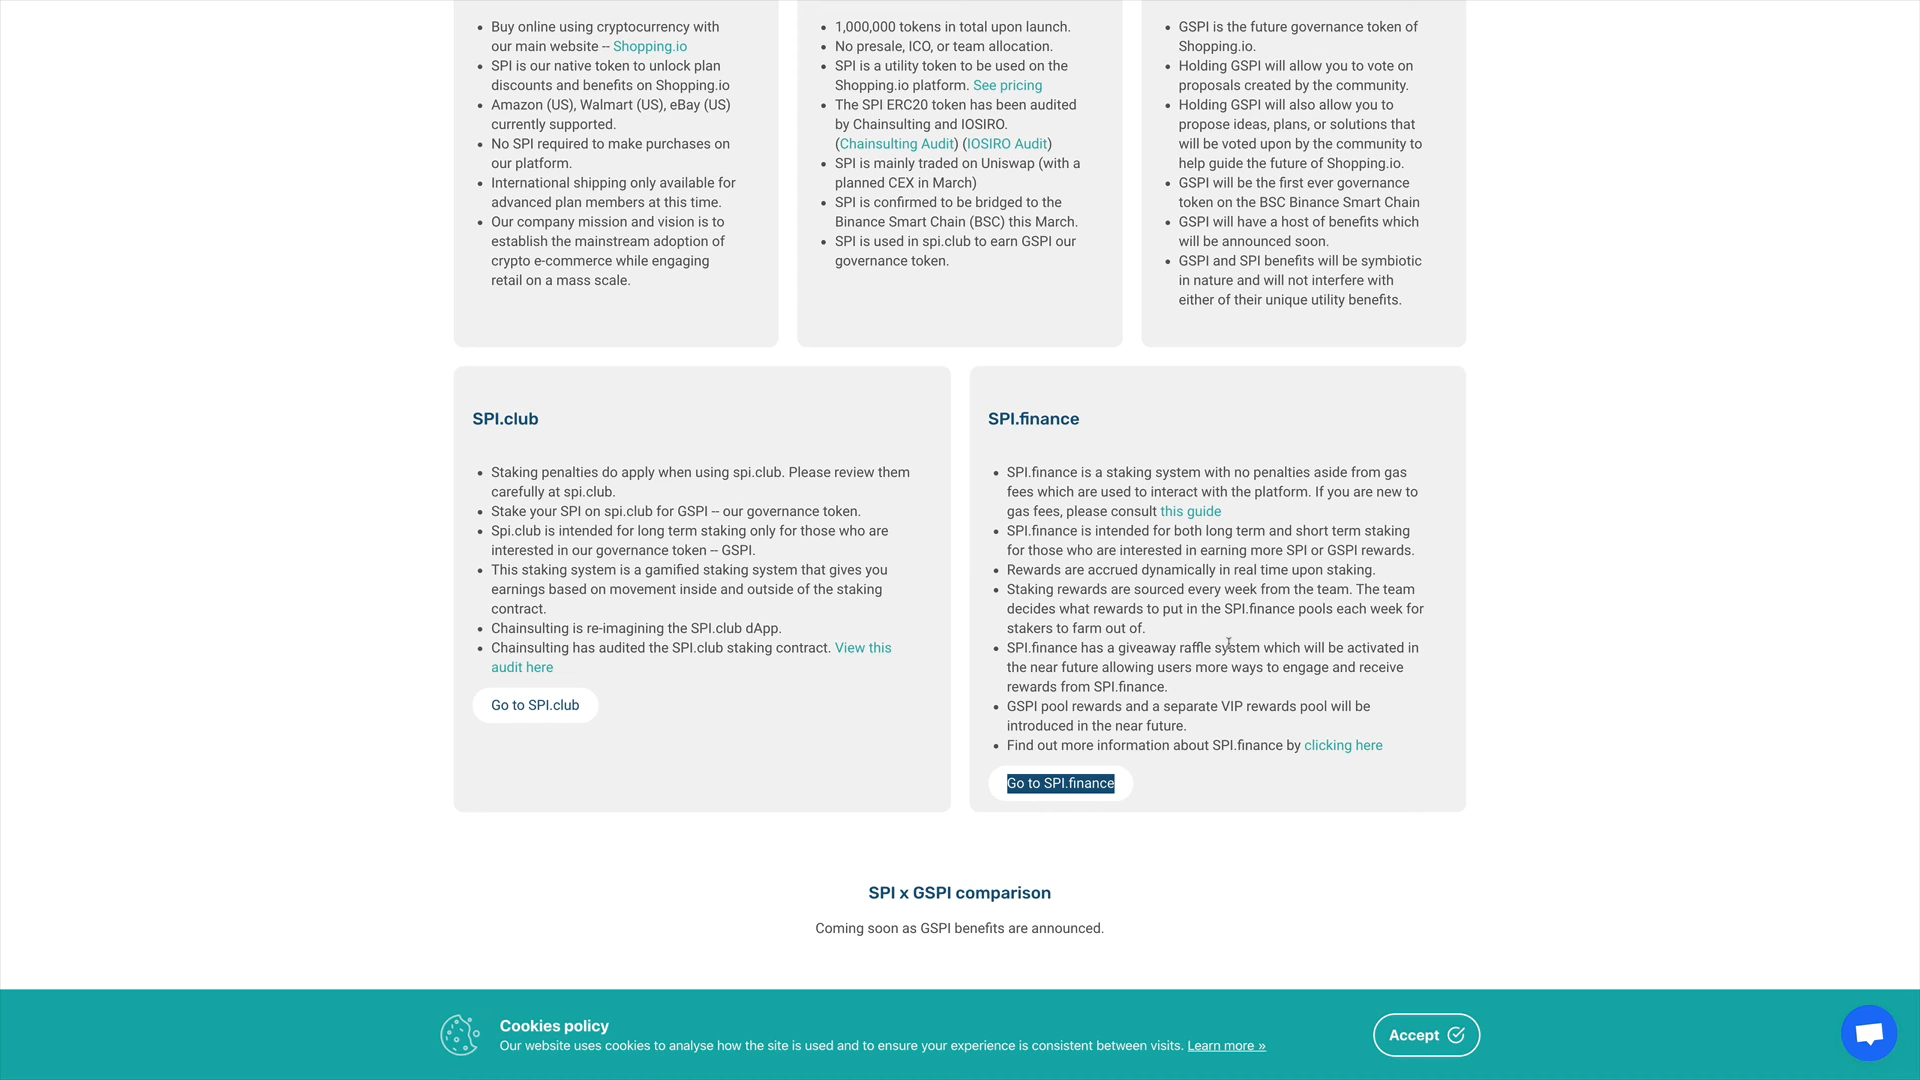 Buy online using cryptocurrency with
our main website -- Shopping.io
SPI is our native token to unlock plan
discounts and benefits on Shopping.io
Amazon (US), Walmart (US), eBay (US)
currently supported.
No SPI required to make purchases on
our platform.
International shipping only available for
advanced plan members at this time.
Our company mission and vision is to
establish the mainstream adoption of
crypto e-commerce while engaging
retail on a mass scale.
1,000,000 tokens in total upon launch.
No presale, ICO, or team allocation.
SPI is a utility token to be used on the
Shopping.io platform. See pricing
The SPI ERC20 token has been audited
by Chainsulting and IOSIRO.
(Chainsulting Audit) (IOSIRO Audit)
SPI is mainly traded on Uniswap (with a
planned CEX in March)
SPI is confirmed to be bridged to the
Binance Smart Chain (BSC) this March.
SPI is used in spi.club to earn GSPI our
governance token.
GSPI is the future governance token of
Shopping.io.
Holding GSPI will allow you to vote on
proposals created by the community.
Holding GSPI will also allow you to
propose ideas, plans, or solutions that
will be voted upon by the community to
help guide the future of Shopping.io.
GSPI will be the first ever governance
token on the BSC Binance Smart Chain
GSPI will have a host of benefits which
will be announced soon.
GSPI and SPI benefits will be symbiotic
in nature and will not interfere with
either of their unique utility benefits.
SPI.club
Staking penalties do apply when using spi.club. Please review them
carefully at spi.club.
Stake your SPI on spi.club for GSPI -- our governance token.
Spi.club is intended for long term staking only for those who are
interested in our governance token -- GSPI.
This staking system is a gamified staking system that gives you
earnings based on movement inside and outside of the staking
contract.
Chainsulting is re-imagining the SPI.club dApp.
Chainsulting has audited the SPI.club staking contract. View this
audit here
Go to SPI.club
SPI.finance
SPI.finance is a staking system with no penalties aside from gas
fees which are used to interact with the platform. If you are new to
gas fees, please consult this guide
SPI.finance is intended for both long term and short term staking
for those who are interested in earning more SPI or GSPI rewards.
Rewards are accrued dynamically in real time upon staking.
Staking rewards are sourced every week from the team. The team
decides what rewards to put in the SPI.finance pools each week for
stakers to farm out of.
SPI.finance has a giveaway raffle system which will be activated in
the near future allowing users more ways to engage and receive
rewards from SPI.finance.
GSPI pool rewards and a separate VIP rewards pool will be
introduced in the near future.
Find out more information about SPI.finance by clicking here
Go to SPI.finance
SPI x GSPI comparison
Coming soon as GSPI benefits are announced.
Cookies policy
Our website uses cookies to analyse how the site is used and to ensure your experience is consistent between visits. Learn more »
Accept